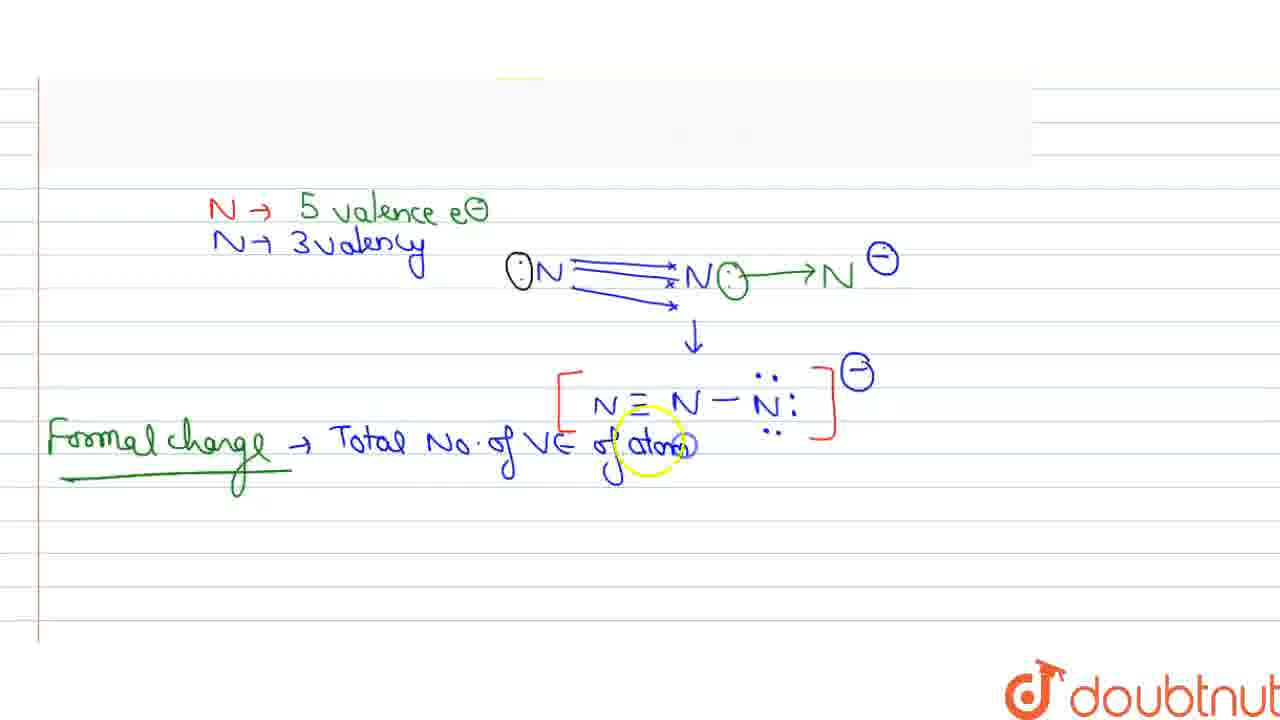 N → 5 valence e⊖
N → 3 valency
:N ≡ N: → N ⊖
↓
[N ≡ N − N̈:]⊖
Formal charge → Total No. of VE of atom
doubtnut